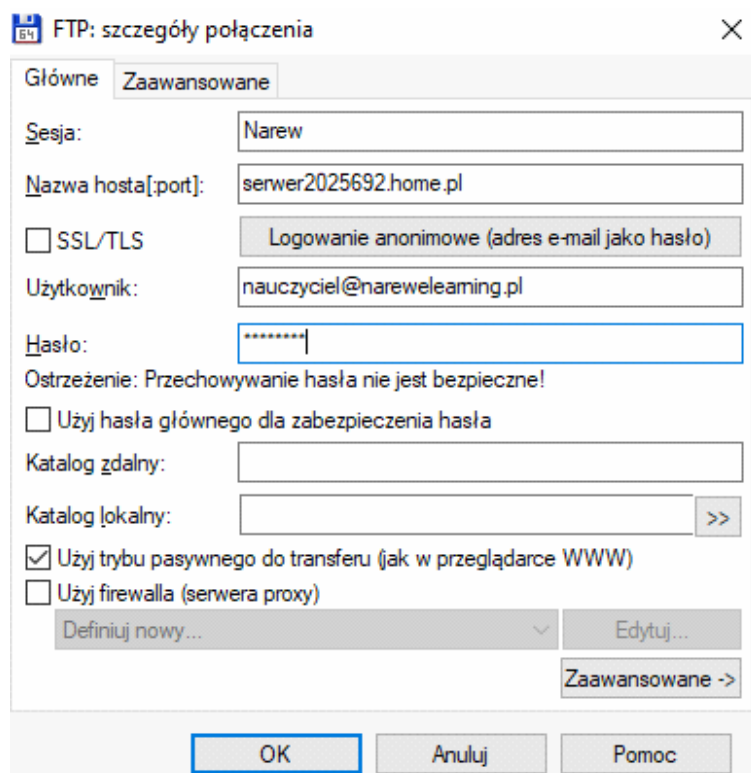 FTP: szczegóły połączenia
Główne Zaawansowane
Sesja: Narew
Nazwa hosta[:port]: serwer2025692.home.pl
SSL/TLS Logowanie anonimowe (adres e-mail jako hasło)
Użytkownik: nauczyciel@narewelearning.pl
Hasło: ********
Ostrzeżenie: Przechowywanie hasła nie jest bezpieczne!
Użyj hasła głównego dla zabezpieczenia hasła
Katalog zdalny:
Katalog lokalny: >>
Użyj trybu pasywnego do transferu (jak w przeglądarce WWW)
Użyj firewalla (serwera proxy)
Definiuj nowy... Edytuj...
Zaawansowane ->
OK Anuluj Pomoc